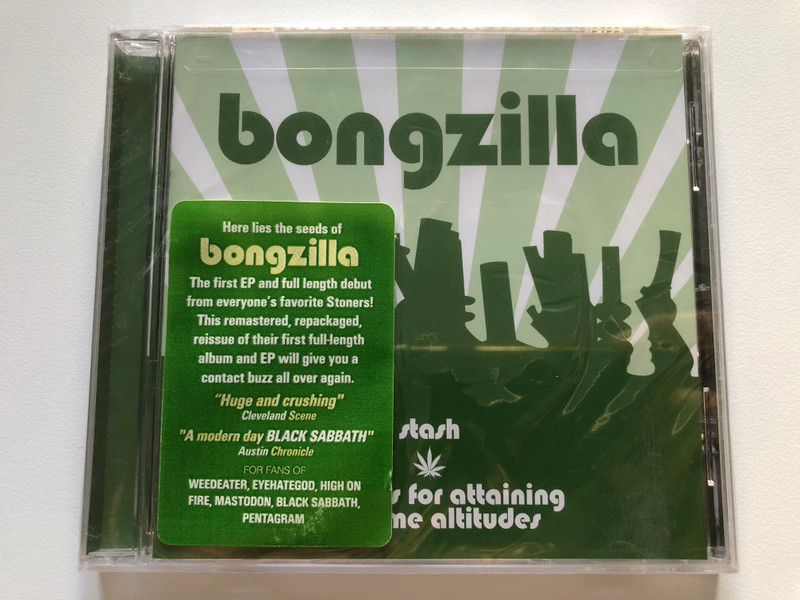 bongzilla
Here lies the seeds of
bongzilla
The first EP and full length debut
from everyone's favorite Stoners!
This remastered, repackaged,
reissue of their first full-length
album and EP will give you a
contact buzz all over again.
"Huge and crushing"
Cleveland Scene
"A modern day BLACK SABBATH"
Austin Chronicle
FOR FANS OF
WEEDEATER, EYEHATEGOD, HIGH ON
FIRE, MASTODON, BLACK SABBATH,
PENTAGRAM
stash
for attaining
altitudes